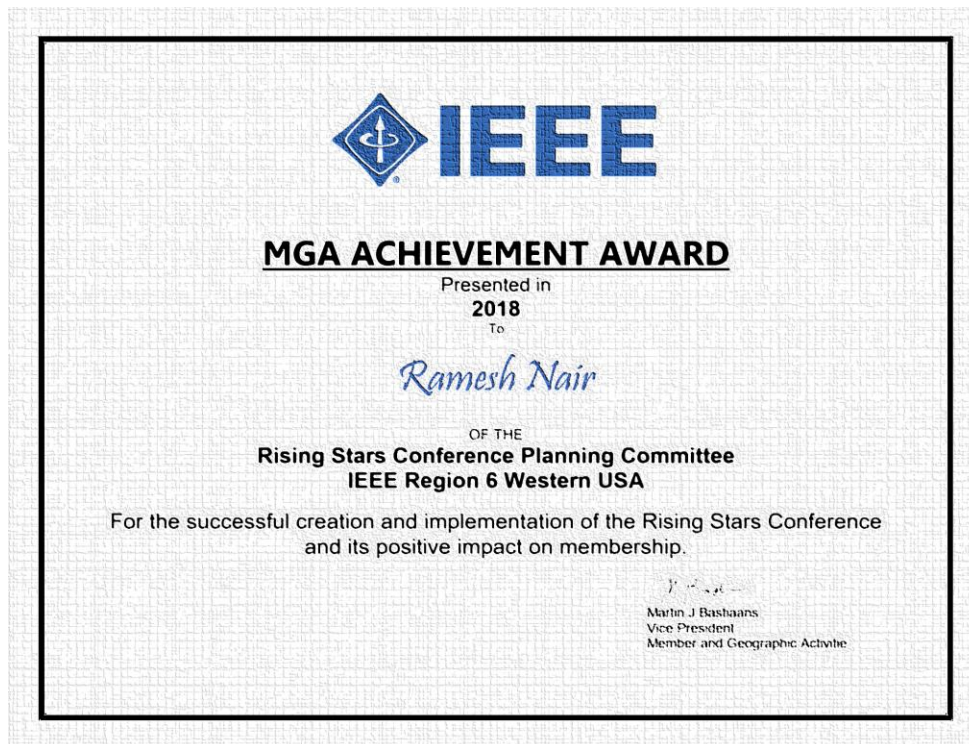 IEEE
MGA ACHIEVEMENT AWARD
Presented in
2018
To
Ramesh Nair
OF THE
Rising Stars Conference Planning Committee
IEEE Region 6 Western USA
For the successful creation and implementation of the Rising Stars Conference
and its positive impact on membership.
Martin J Bastiaans
Vice President
Member and Geographic Activitie